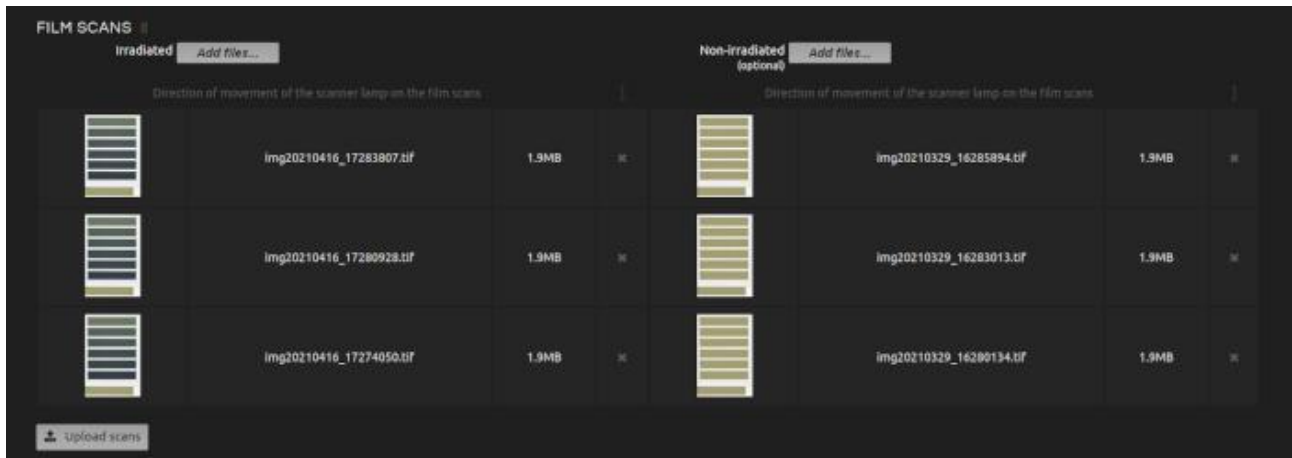 FILM SCANS
Irradiated Add files...
Non-irradiated (optional) Add files...
Direction of movement of the scanner lamp on the film scans
Direction of movement of the scanner lamp on the film scans
img20210416_17283807.tif 1.9MB
img20210329_16285894.tif 1.9MB
img20210416_17280928.tif 1.9MB
img20210329_16283013.tif 1.9MB
img20210416_17274050.tif 1.9MB
img20210329_16280134.tif 1.9MB
Upload scans